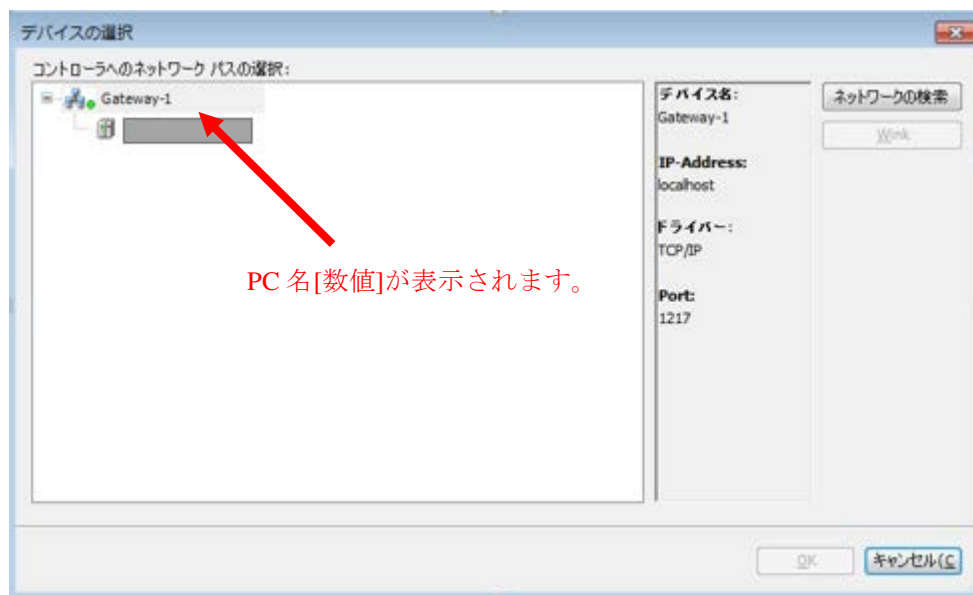 デバイスの選択
コントローラへのネットワーク パスの選択:
Gateway-1
PC 名[数値]が表示されます。
デバイス名:
Gateway-1
IP-Address:
localhost
ドライバー:
TCP/IP
Port:
1217
ネットワークの検索
Wink
OK
キャンセル(C